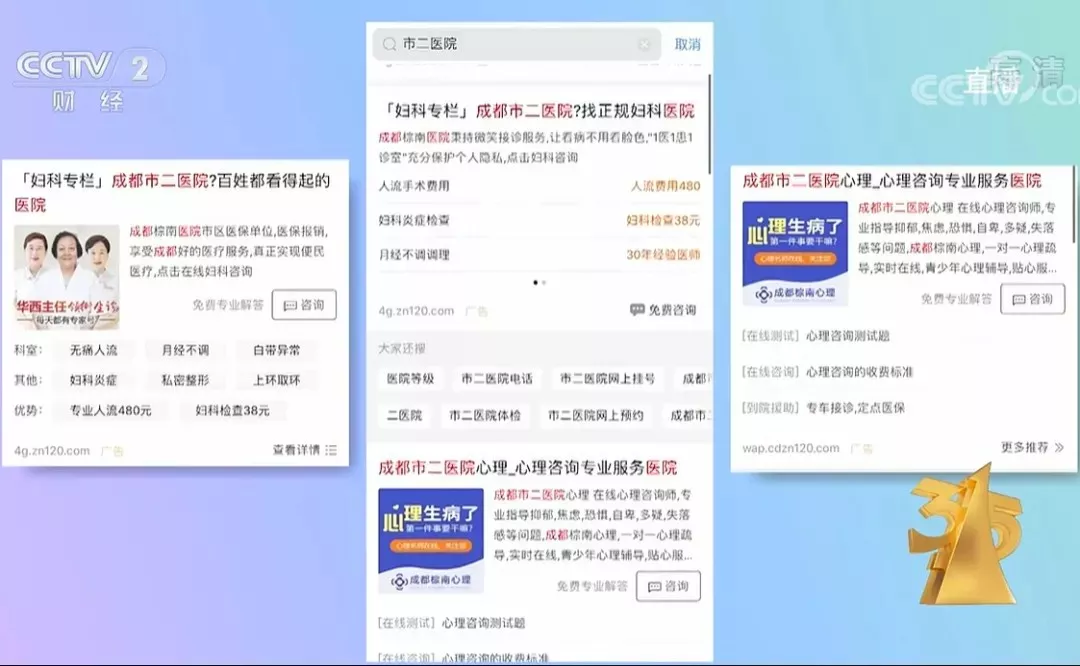 CCTV 2
财 经
直播
高清
CCTV.co
「妇科专栏」成都市二医院?百姓都看得起的
医院
成都棕南医院市区医保单位,医保报销,
享受成都好的医疗服务,真正实现便民
医疗,点击在线妇科咨询
华西主任领衔坐诊
每天都有专家号
免费专业解答
咨询
科室: 无痛人流 月经不调 白带异常
其他: 妇科炎症 私密整形 上环取环
优势: 专业人流480元 妇科检查38元
4g.zn120.com 广告 查看详情
市二医院 取消
「妇科专栏」成都市二医院?找正规妇科医院
成都棕南医院秉持微笑接诊服务,让看病不用看脸色,"1医1患1
诊室"充分保护个人隐私,点击妇科咨询
人流手术费用 人流费用480
妇科炎症检查 妇科检查38元
月经不调调理 30年经验医师
4g.zn120.com 广告 免费咨询
大家还搜
医院等级 市二医院电话 市二医院网上挂号 成都市
二医院 市二医院体检 市二医院网上预约 成都市二
成都市二医院心理_心理咨询专业服务医院
心理生病了
第一件事要干嘛?
心理名师在线、关注您
成都棕南心理
成都市二医院心理 在线心理咨询师,专
业指导抑郁,焦虑,恐惧,自卑,多疑,失落
感等问题,成都棕南心理,一对一心理疏
导,实时在线,青少年心理辅导,贴心服...
免费专业解答 咨询
[在线测试] 心理咨询测试题
[在线咨询] 心理咨询的收费标准
成都市二医院心理_心理咨询专业服务医院
心理生病了
第一件事要干嘛?
心理名师在线、关注您
成都棕南心理
成都市二医院心理 在线心理咨询师,专
业指导抑郁,焦虑,恐惧,自卑,多疑,失落
感等问题,成都棕南心理,一对一心理疏
导,实时在线,青少年心理辅导,贴心服...
免费专业解答 咨询
[在线测试] 心理咨询测试题
[在线咨询] 心理咨询的收费标准
[到院援助] 专车接诊,定点医保
wap.cdzn120.com 广告 更多推荐
315